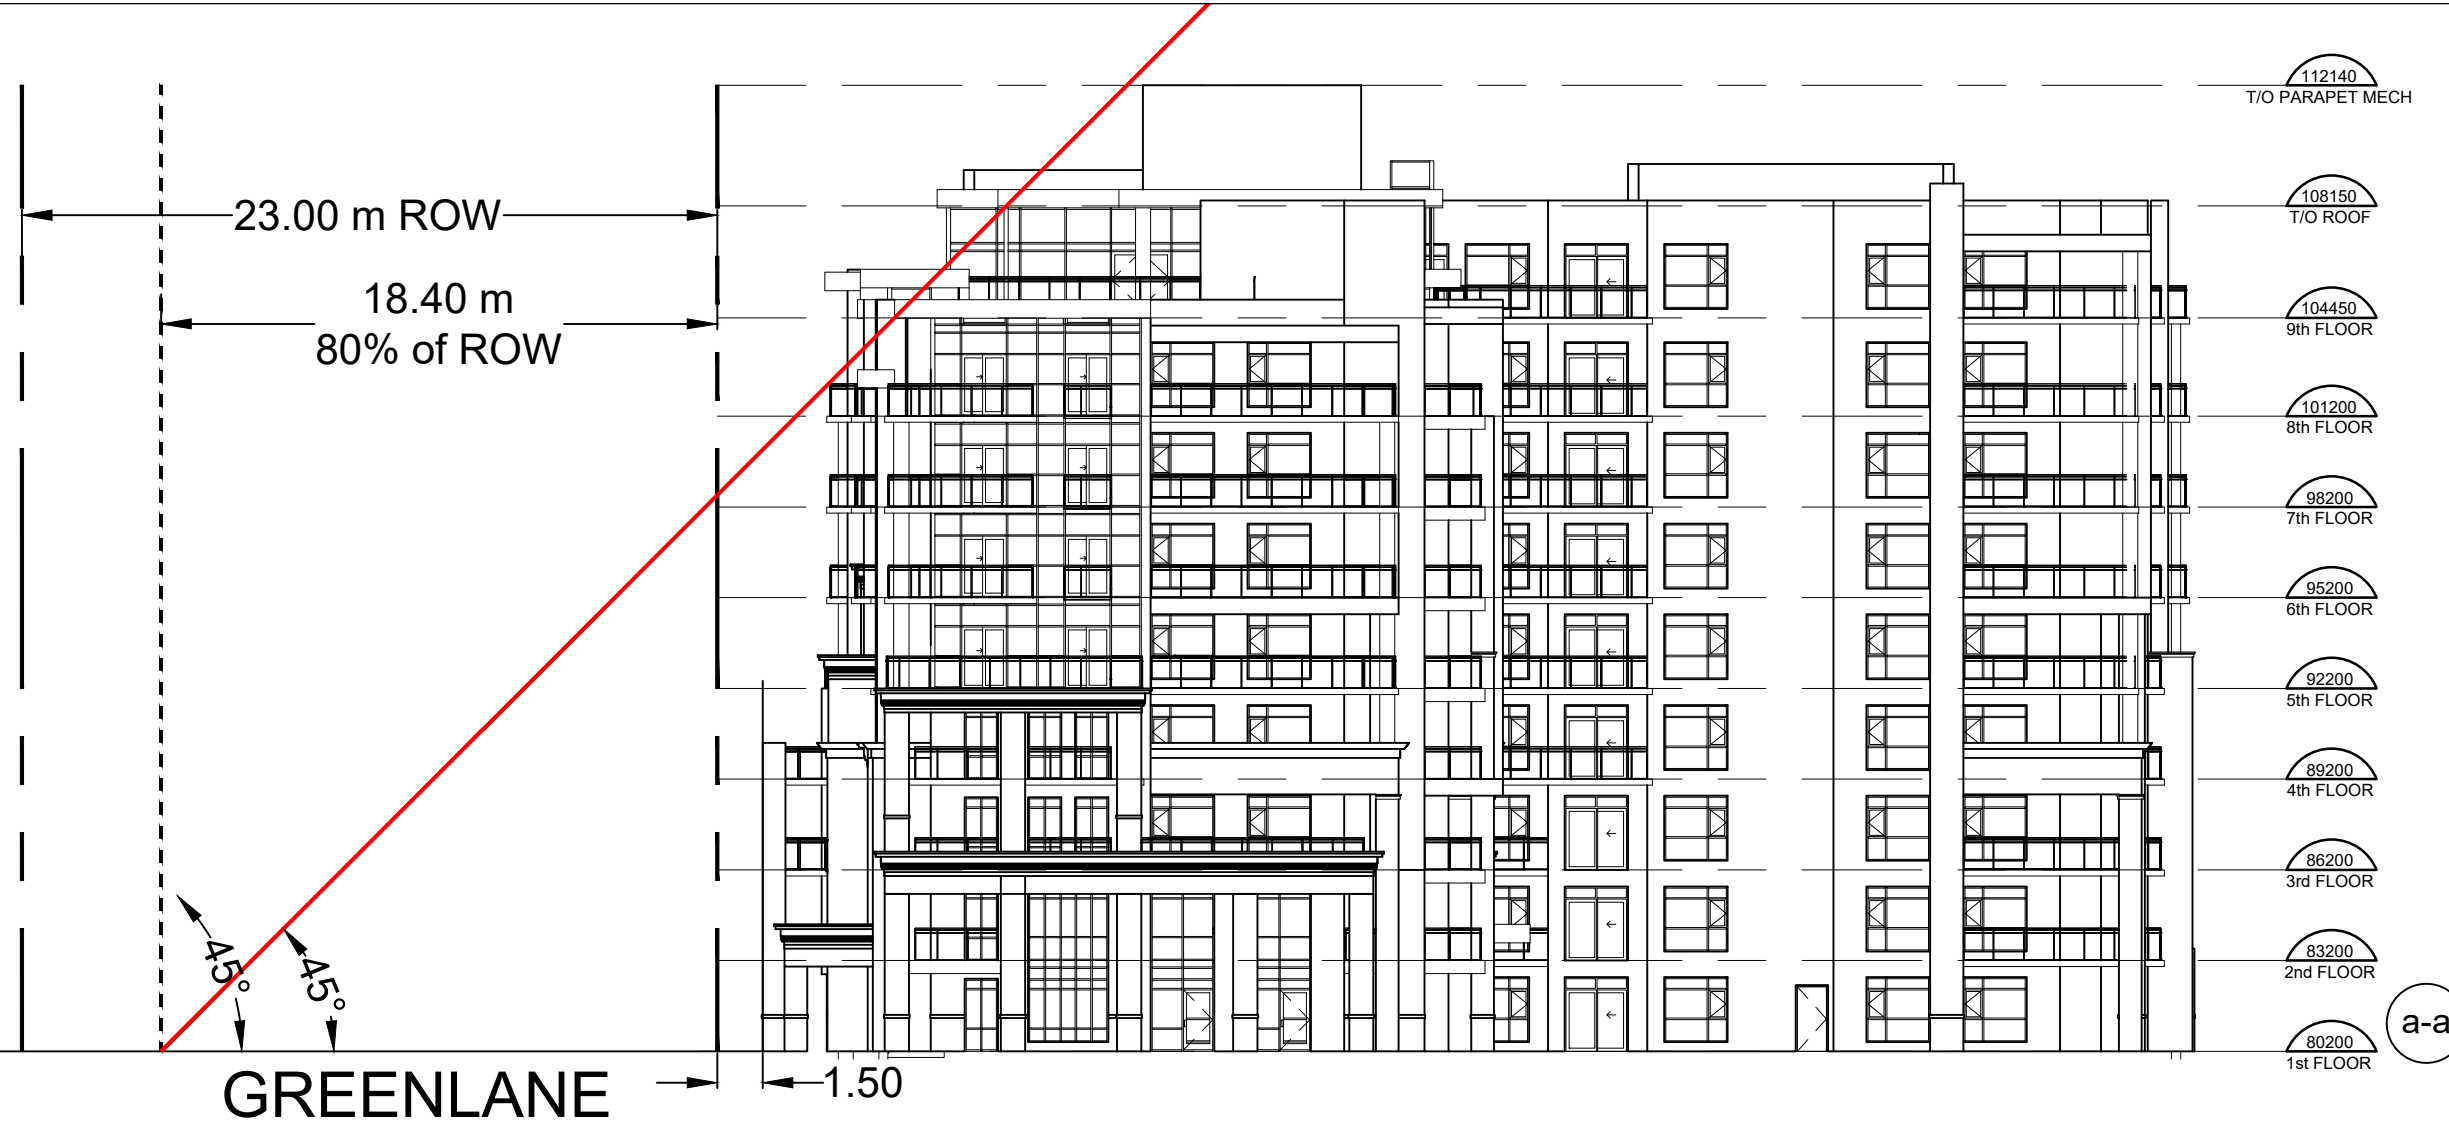 112140
T/O PARAPET MECH
108150
T/O ROOF
23.00 m ROW
18.40 m
80% of ROW
104450
9th FLOOR
101200
8th FLOOR
98200
7th FLOOR
95200
6th FLOOR
92200
5th FLOOR
89200
4th FLOOR
86200
3rd FLOOR
83200
2nd FLOOR
45°
45°
a-a
80200
1st FLOOR
GREENLANE
1.50